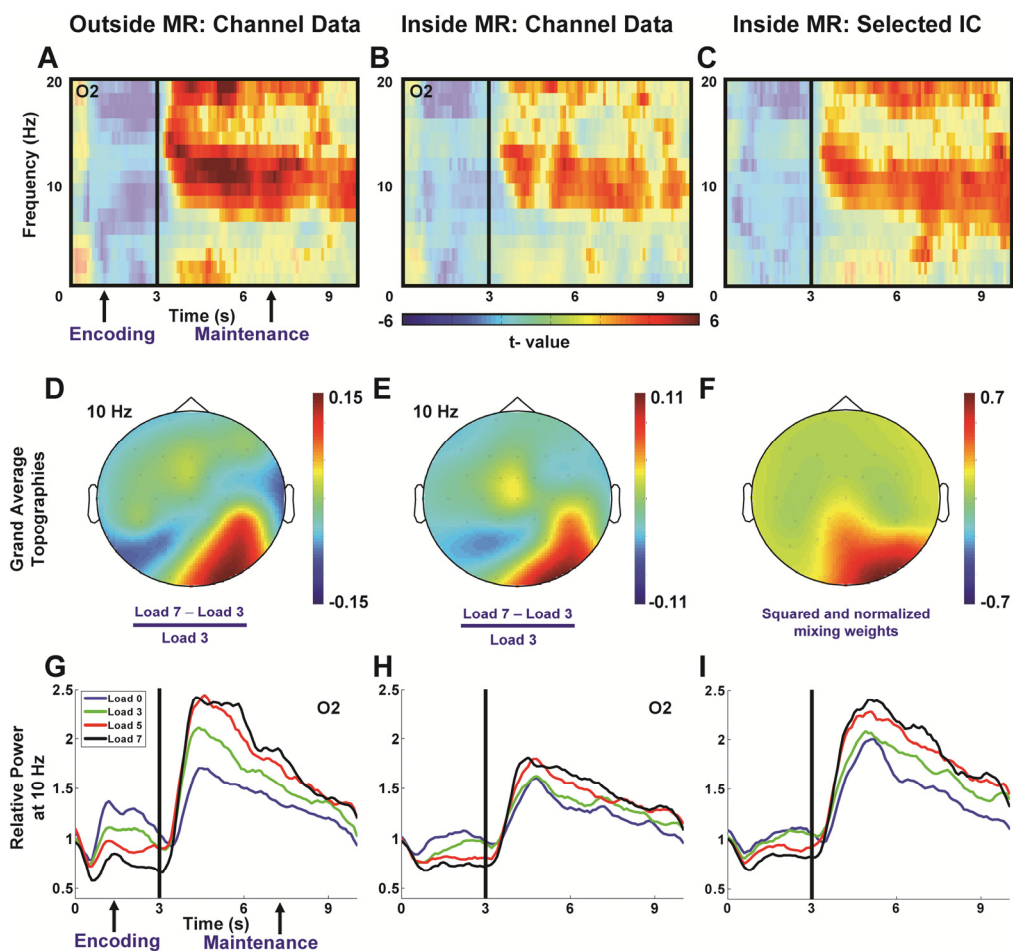 Outside MR: Channel Data
Inside MR: Channel Data
Inside MR: Selected IC
A
B
C
Frequency (Hz)
20
10
0
O2
3
6
9
Time (s)
Encoding
Maintenance
20
10
0
O2
3
6
9
-6
6
t- value
20
10
0
3
6
9
Grand Average
Topographies
D
10 Hz
0.15
-0.15
Load 7 – Load 3
Load 3
E
10 Hz
0.11
-0.11
Load 7 – Load 3
Load 3
F
0.7
-0.7
Squared and normalized
mixing weights
Relative Power
at 10 Hz
G
2.5
2
1.5
1
0.5
Load 0
Load 3
Load 5
Load 7
O2
0
3
6
9
Time (s)
Encoding
Maintenance
H
2.5
2
1.5
1
0.5
O2
0
3
6
9
I
2.5
2
1.5
1
0.5
0
3
6
9